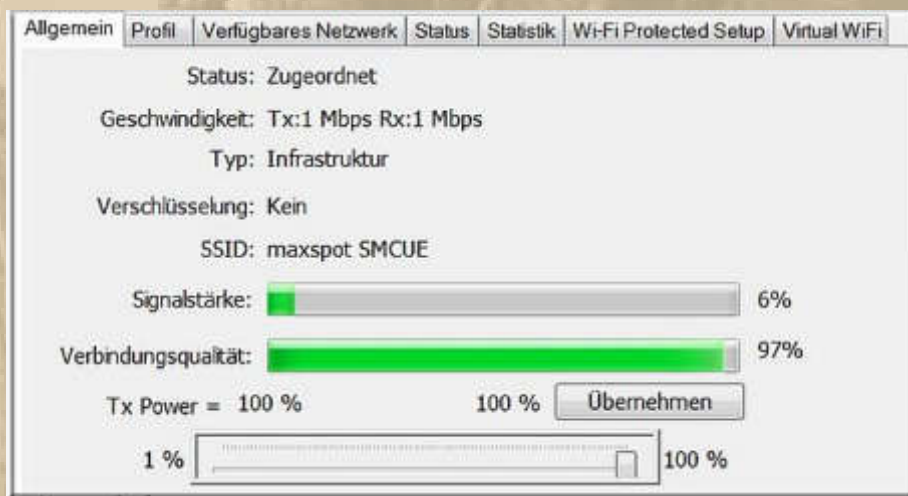 Allgemein Profil Verfügbares Netzwerk Status Statistik Wi-Fi Protected Setup Virtual WiFi
Status: Zugeordnet
Geschwindigkeit: Tx:1 Mbps Rx:1 Mbps
Typ: Infrastruktur
Verschlüsselung: Kein
SSID: maxspot SMCUE
Signalstärke: 6%
Verbindungsqualität: 97%
Tx Power = 100 % 100 % Übernehmen
1 % 100 %